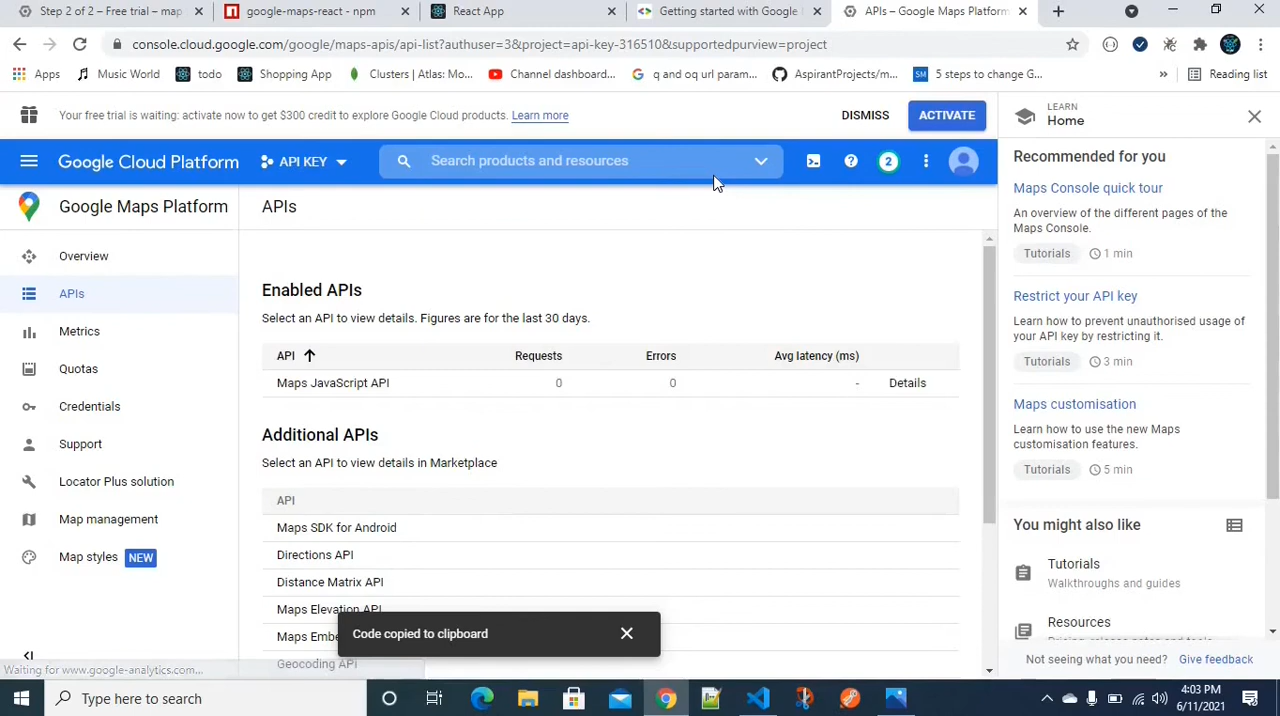 Step 2 of 2 – Free trial – map
google-maps-react - npm
React App
Getting started with Google
APIs – Google Maps Platform
console.cloud.google.com/google/maps-apis/api-list?authuser=3&project=api-key-316510&supportedpurview=project
Apps
Music World
todo
Shopping App
Clusters | Atlas: Mo...
Channel dashboard...
q and oq url param...
AspirantProjects/m...
5 steps to change G...
»
Reading list
Your free trial is waiting: activate now to get $300 credit to explore Google Cloud products. Learn more
DISMISS
ACTIVATE
LEARN
Home
Google Cloud Platform
API KEY
Search products and resources
2
Recommended for you
Maps Console quick tour
An overview of the different pages of the
Maps Console.
Tutorials
1 min
Restrict your API key
Learn how to prevent unauthorised usage of
your API key by restricting it.
Tutorials
3 min
Maps customisation
Learn how to use the new Maps
customisation features.
Tutorials
5 min
You might also like
Tutorials
Walkthroughs and guides
Resources
Not seeing what you need? Give feedback
Google Maps Platform
Overview
APIs
Metrics
Quotas
Credentials
Support
Locator Plus solution
Map management
Map styles NEW
APIs
Enabled APIs
Select an API to view details. Figures are for the last 30 days.
API Requests Errors Avg latency (ms)
Maps JavaScript API 0 0 - Details
Additional APIs
Select an API to view details in Marketplace
API
Maps SDK for Android
Directions API
Distance Matrix API
Maps Elevation API
Maps Embe
Geocoding API
Code copied to clipboard
Waiting for www.google-analytics.com...
Type here to search
4:03 PM
6/11/2021